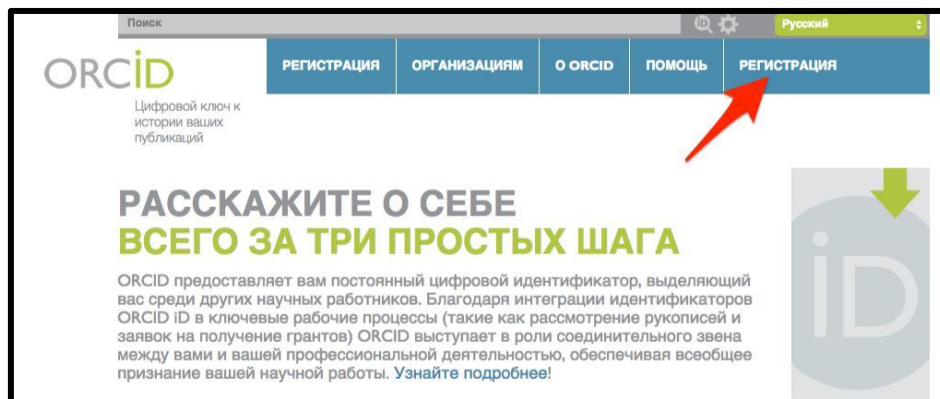 Поиск
Русский
ORCID
РЕГИСТРАЦИЯ
ОРГАНИЗАЦИЯМ
О ORCID
ПОМОЩЬ
РЕГИСТРАЦИЯ
Цифровой ключ к
истории ваших
публикаций
РАССКАЖИТЕ О СЕБЕ
ВСЕГО ЗА ТРИ ПРОСТЫХ ШАГА
ORCID предоставляет вам постоянный цифровой идентификатор, выделяющий
вас среди других научных работников. Благодаря интеграции идентификаторов
ORCID iD в ключевые рабочие процессы (такие как рассмотрение рукописей и
заявок на получение грантов) ORCID выступает в роли соединительного звена
между вами и вашей профессиональной деятельностью, обеспечивая всеобщее
признание вашей научной работы. Узнайте подробнее!
iD